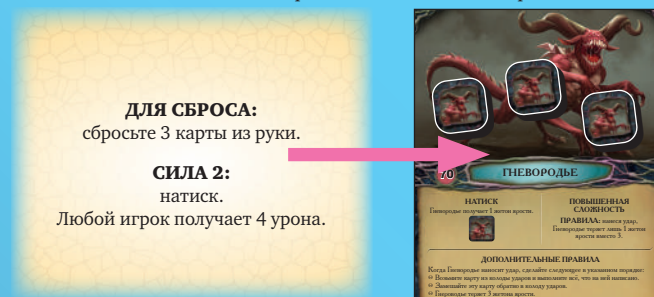 ДЛЯ СБРОСА:
сбросьте 3 карты из руки.
СИЛА 2:
натиск.
Любой игрок получает 4 урона.
70
ГНЕВОРОДЬЕ
НАТИСК
Гневородье получает 1 жетон ярости.
ПОВЫШЕННАЯ
СЛОЖНОСТЬ
ПРАВИЛА: нанеся удар,
Гневородье теряет лишь 1 жетон
ярости вместо 3.
ДОПОЛНИТЕЛЬНЫЕ ПРАВИЛА
Когда Гневородье наносит удар, сделайте следующее в указанном порядке:
Возьмите карту из колоды ударов и выполните всё, что на ней написано.
Замешайте эту карту обратно в колоду ударов.
Гневородье теряет 3 жетона ярости.